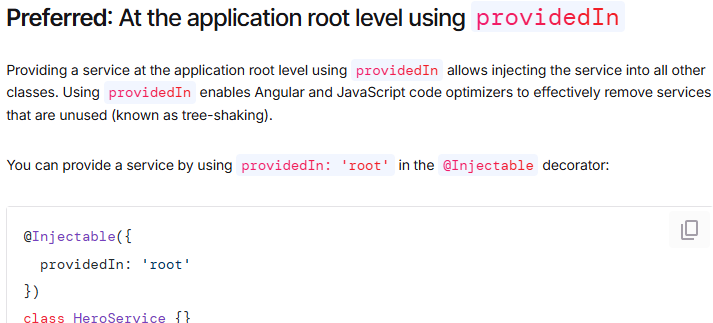 Preferred: At the application root level using providedIn
Providing a service at the application root level using providedIn allows injecting the service into all other
classes. Using providedIn enables Angular and JavaScript code optimizers to effectively remove services
that are unused (known as tree-shaking).
You can provide a service by using providedIn: 'root' in the @Injectable decorator:
@Injectable({
  providedIn: 'root'
})
class HeroService {}